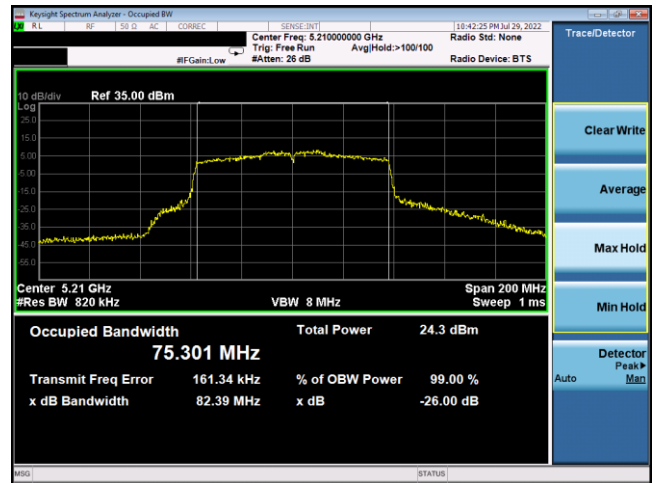 Keysight Spectrum Analyzer - Occupied BW
RL RF 50 Ω AC CORREC SENSE:INT 10:42:25 PM Jul 29, 2022
Center Freq: 5.210000000 GHz Radio Std: None
Trig: Free Run Avg|Hold:>100/100
#IFGain:Low #Atten: 26 dB Radio Device: BTS
10 dB/div Ref 35.00 dBm
Log
25.0
15.0
5.00
-5.00
-15.0
-25.0
-35.0
-45.0
-55.0
Center 5.21 GHz Span 200 MHz
#Res BW 820 kHz VBW 8 MHz Sweep 1 ms
Occupied Bandwidth Total Power 24.3 dBm
75.301 MHz
Transmit Freq Error 161.34 kHz % of OBW Power 99.00 %
x dB Bandwidth 82.39 MHz x dB -26.00 dB
MSG STATUS
Trace/Detector
Clear Write
Average
Max Hold
Min Hold
Detector
Peak▶
Auto Man